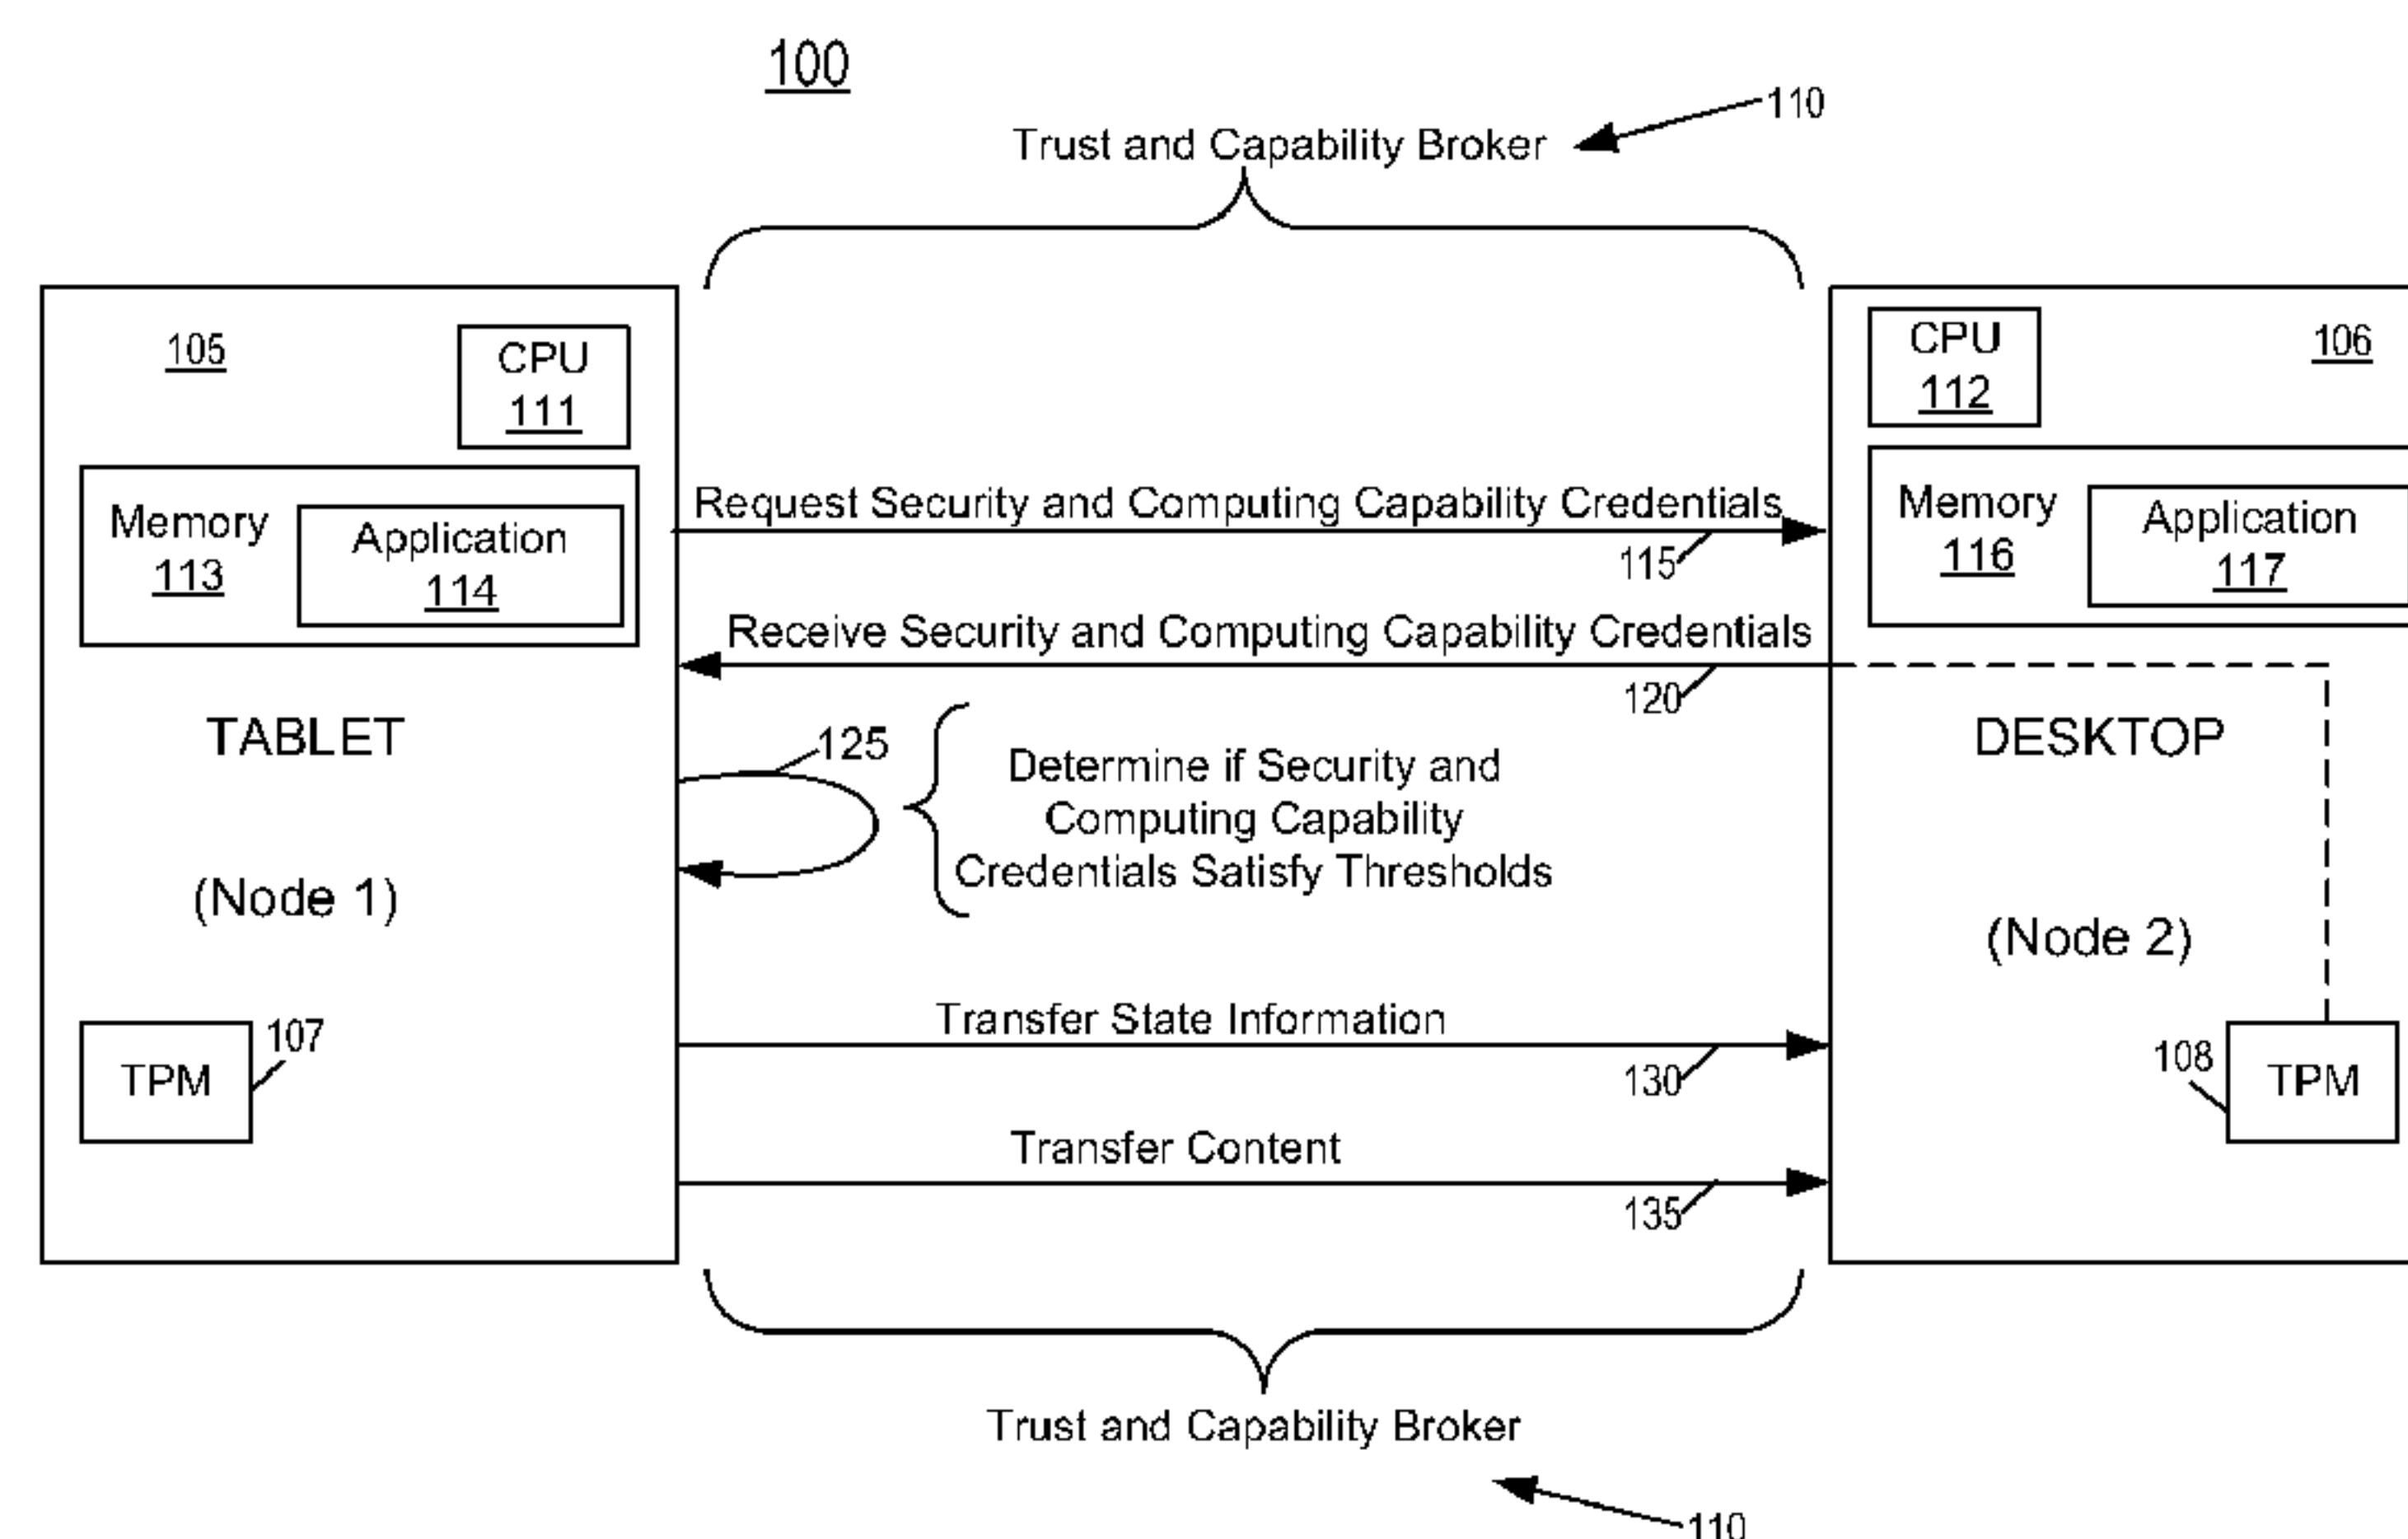 100
110
Trust and Capability Broker
105
CPU
111
Memory
113
Application
114
TABLET
(Node 1)
TPM
107
Request Security and Computing Capability Credentials
115
Receive Security and Computing Capability Credentials
120
125
Determine if Security and
Computing Capability
Credentials Satisfy Thresholds
Transfer State Information
130
Transfer Content
135
CPU
112
106
Memory
116
Application
117
DESKTOP
(Node 2)
108
TPM
Trust and Capability Broker
110